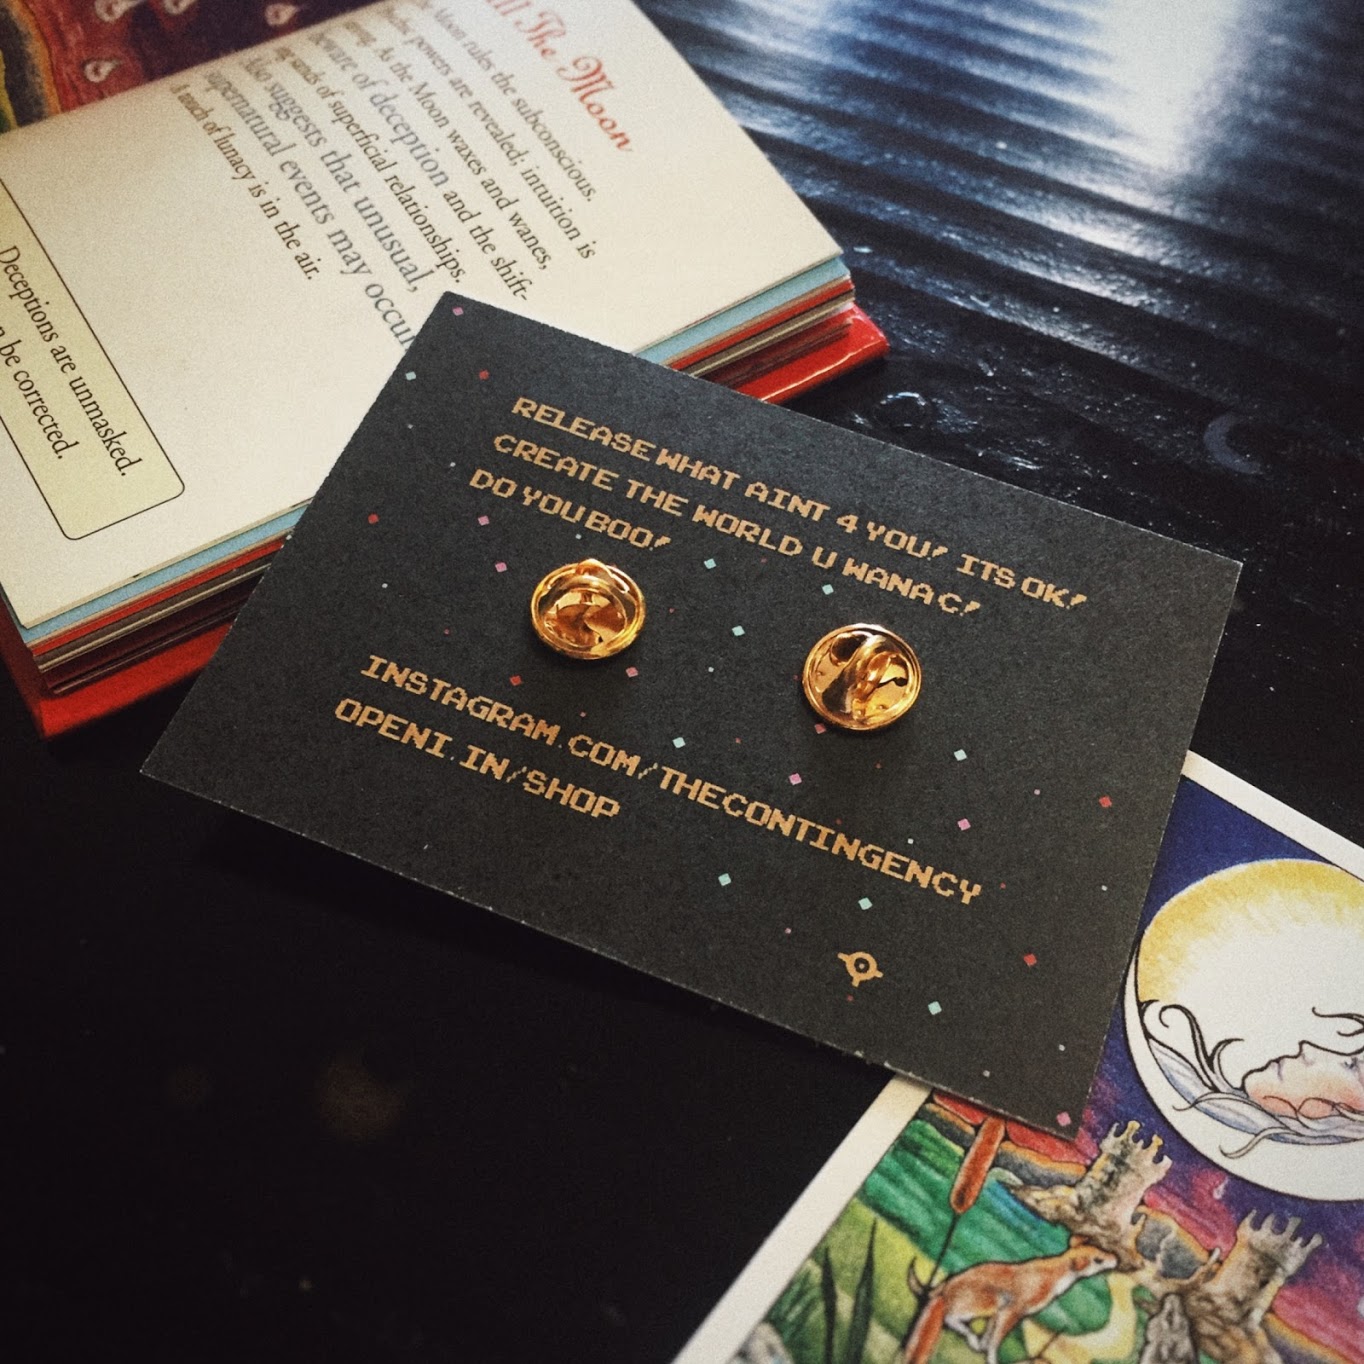 The Moon
Moon rules the subconscious.
powers are revealed; intuition is
As the Moon waxes and wanes,
beware of deception and the shift-
ing sands of superficial relationships.
Also suggests that unusual,
supernatural events may occur.
A touch of lunacy is in the air.
Deceptions are unmasked.
be corrected.
RELEASE WHAT AINT 4 YOU! ITS OK!
CREATE THE WORLD U WANA C!
DO YOU BOO!
INSTAGRAM.COM/THECONTINGENCY
OPENI.IN/SHOP